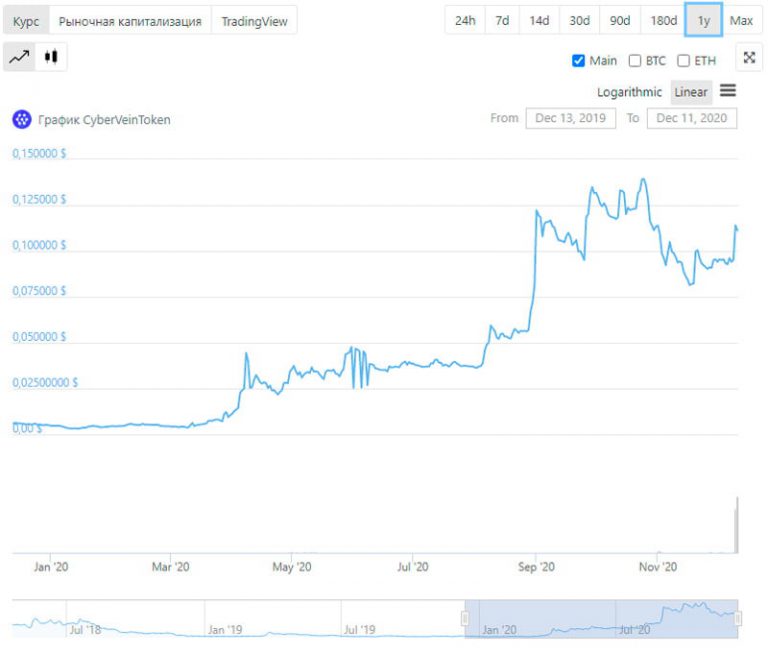 Курс Рыночная капитализация TradingView 24h 7d 14d 30d 90d 180d 1y Max
Main BTC ETH
Logarithmic Linear
График CyberVeinToken From Dec 13, 2019 To Dec 11, 2020
0,150000 $
0,125000 $
0,100000 $
0,075000 $
0,050000 $
0,02500000 $
0,00 $
Jan '20 Mar '20 May '20 Jul '20 Sep '20 Nov '20
Jul '18 Jan '19 Jul '19 Jan '20 Jul '20